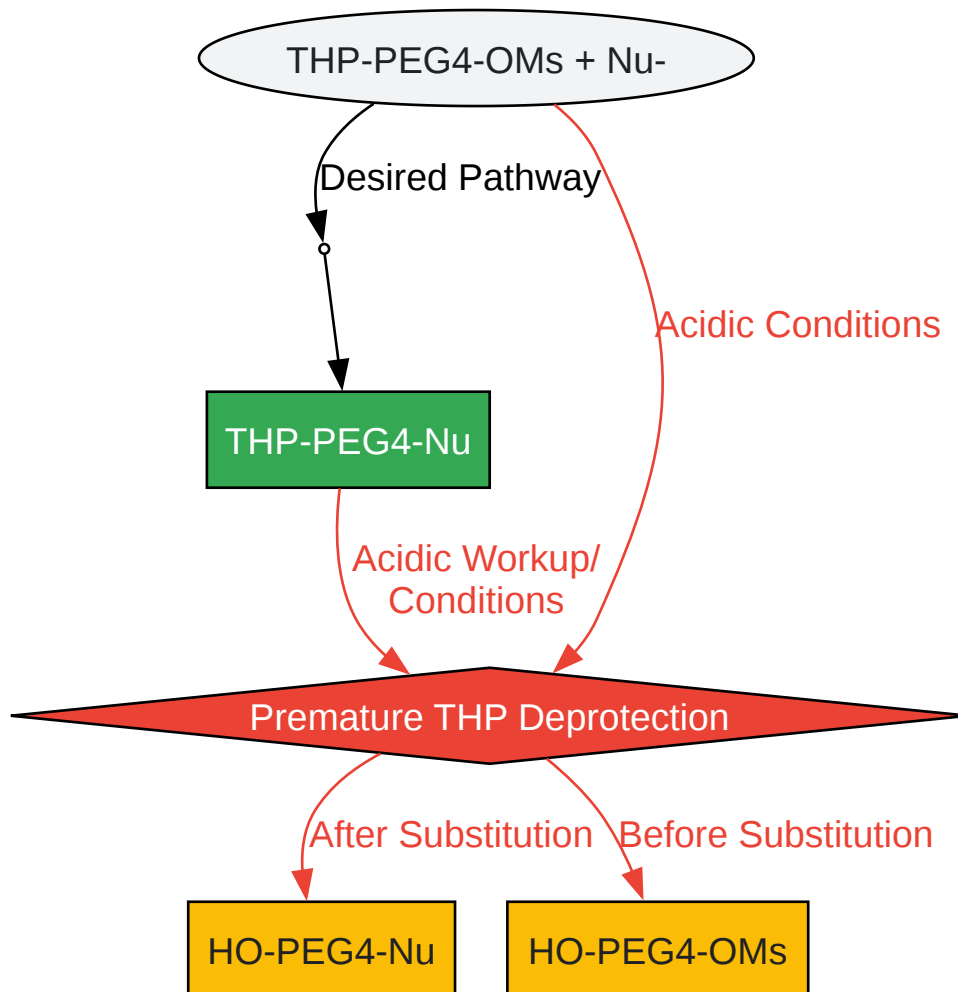 THP-PEG4-OMs + Nu-
Desired Pathway
Acidic Conditions
THP-PEG4-Nu
Acidic Workup/
Conditions
Premature THP Deprotection
After Substitution
Before Substitution
HO-PEG4-Nu
HO-PEG4-OMs